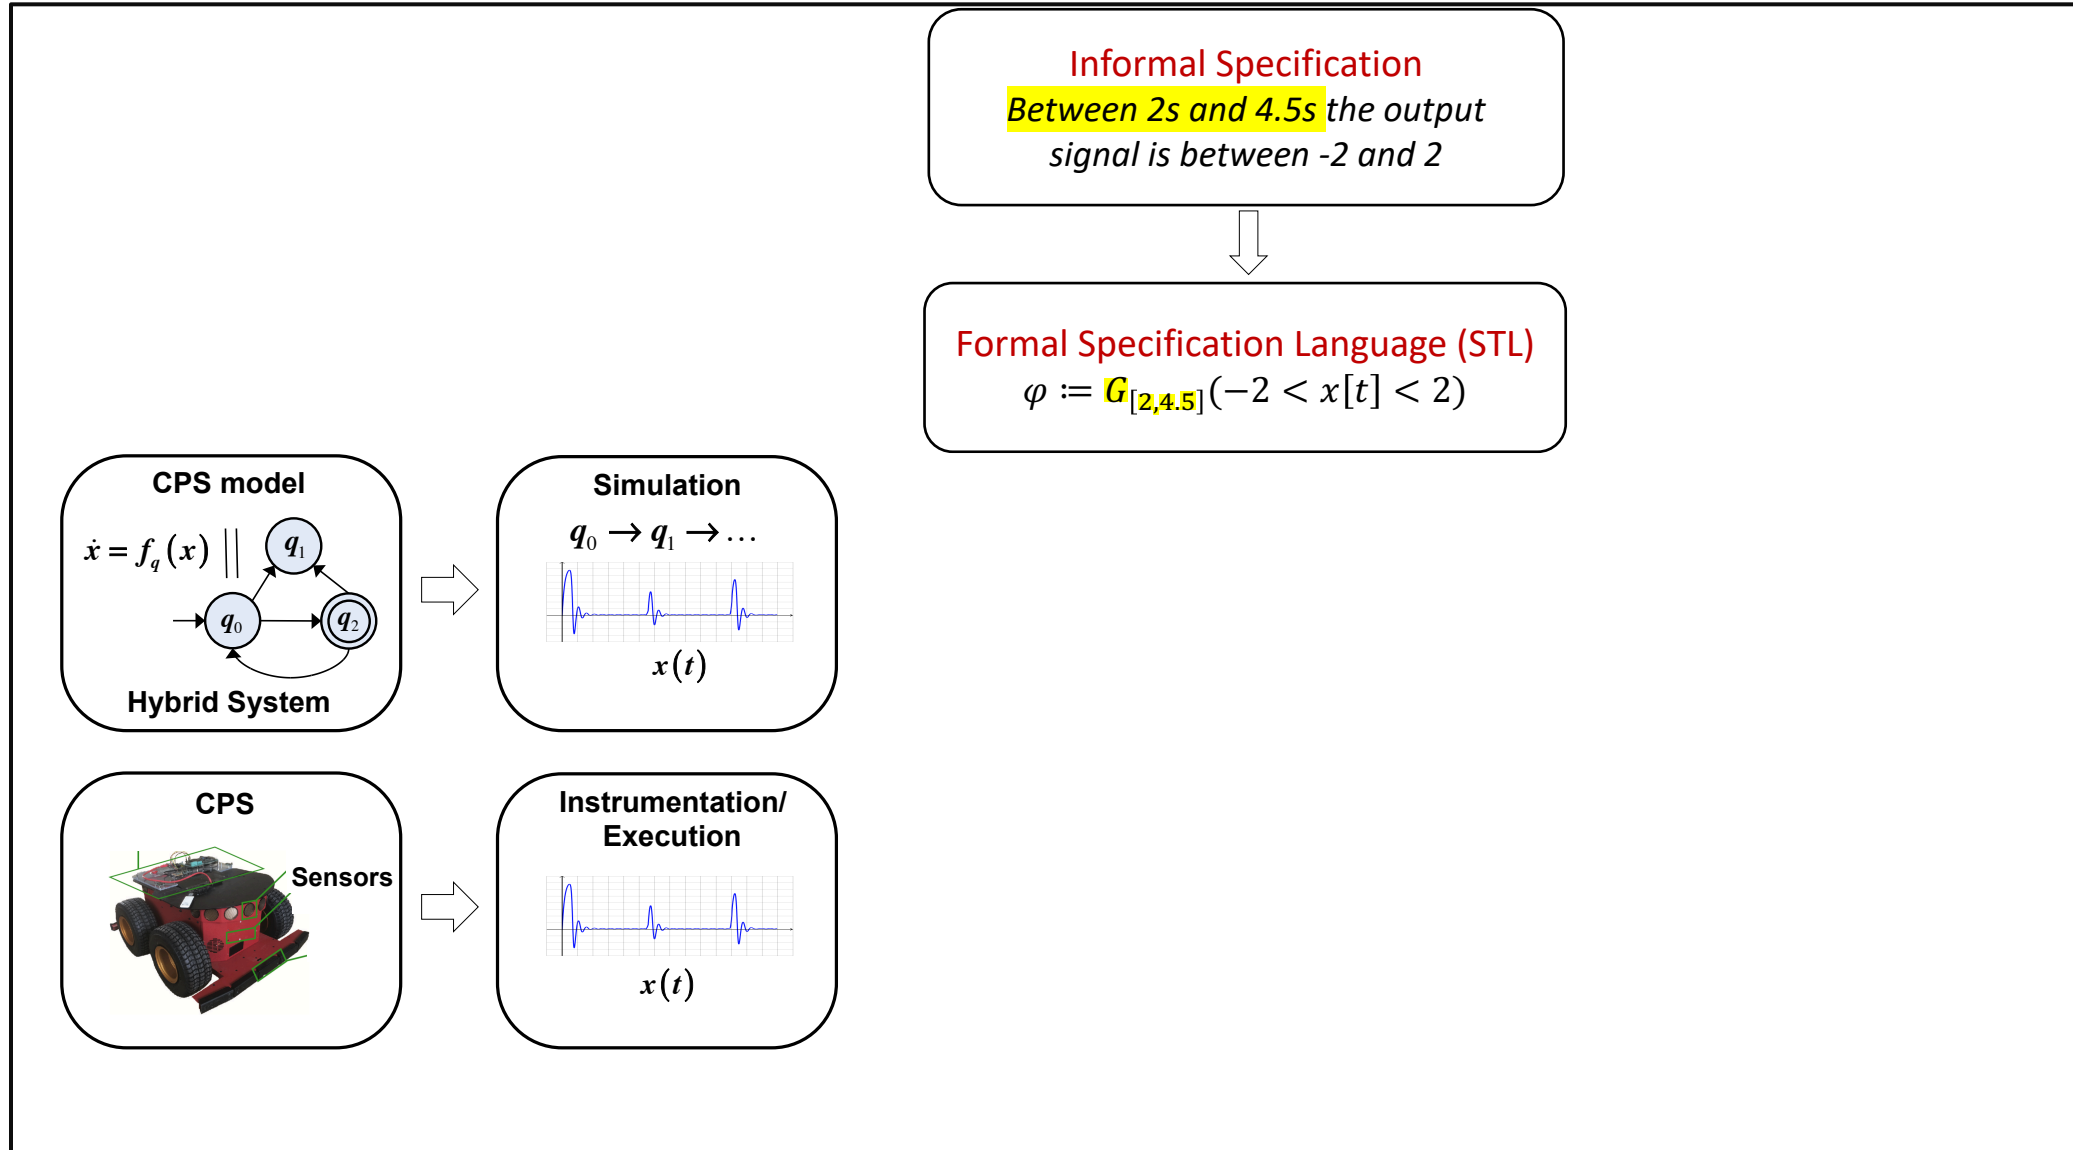 Informal Specification
Between 2s and 4.5s the output
signal is between -2 and 2
Formal Specification Language (STL)
φ ≔ G[2,4.5](−2 < x[t] < 2)
CPS model
ẋ = f_q(x) ||
q₁
q₀
q₂
Hybrid System
Simulation
q₀ → q₁ → …
x(t)
CPS
Sensors
Instrumentation/
Execution
x(t)